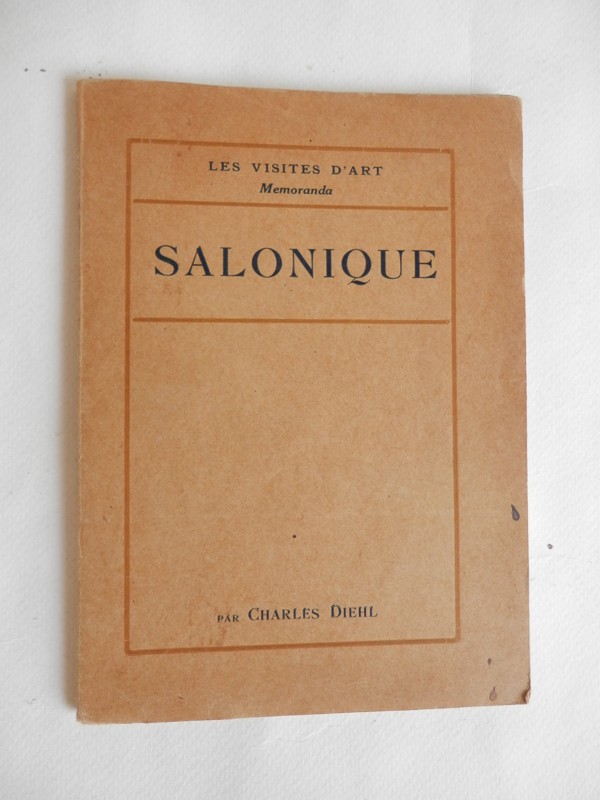 LES VISITES D'ART
Memoranda
SALONIQUE
PAR CHARLES DIEHL